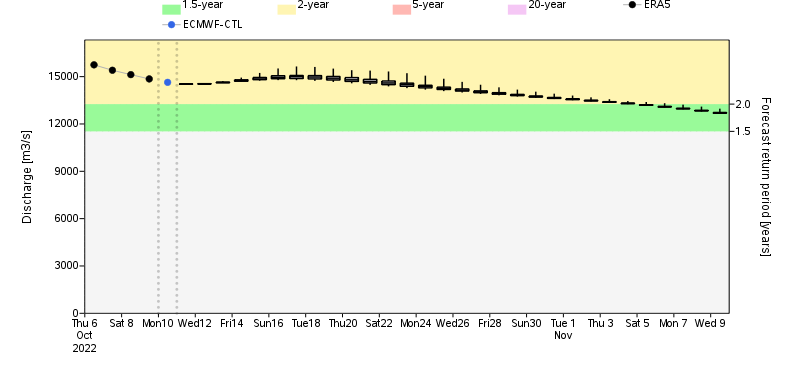 1.5-year 2-year 5-year 20-year ERA5
ECMWF-CTL
15000
12000
9000
6000
3000
0
Discharge [m3/s]
2.0
1.5
Forecast return period [years]
Thu 6 Sat 8 Mon10 Wed12 Fri14 Sun16 Tue18 Thu20 Sat22 Mon24 Wed26 Fri28 Sun30 Tue 1 Thu 3 Sat 5 Mon 7 Wed 9
Oct Nov
2022